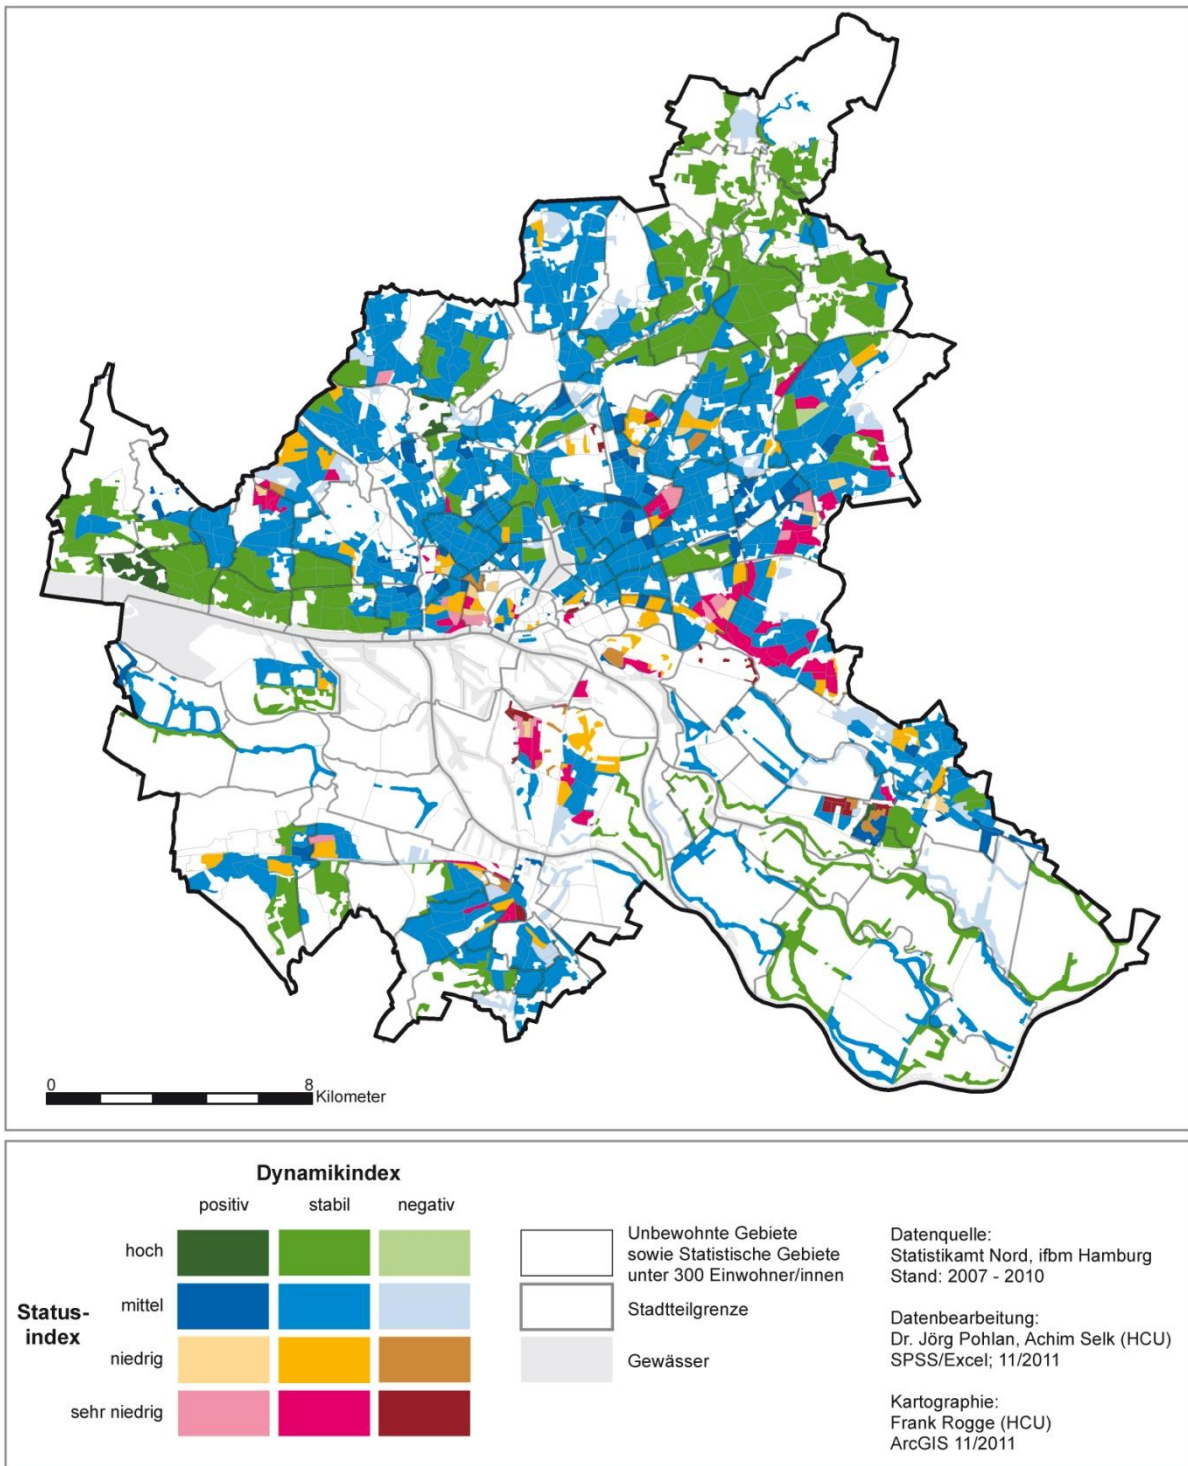 0 8
Kilometer
Dynamikindex
positiv stabil negativ
hoch
mittel
Status-
index
niedrig
sehr niedrig
Unbewohnte Gebiete
sowie Statistische Gebiete
unter 300 Einwohner/innen
Stadtteilgrenze
Gewässer
Datenquelle:
Statistikamt Nord, ifbm Hamburg
Stand: 2007 - 2010
Datenbearbeitung:
Dr. Jörg Pohlan, Achim Selk (HCU)
SPSS/Excel; 11/2011
Kartographie:
Frank Rogge (HCU)
ArcGIS 11/2011